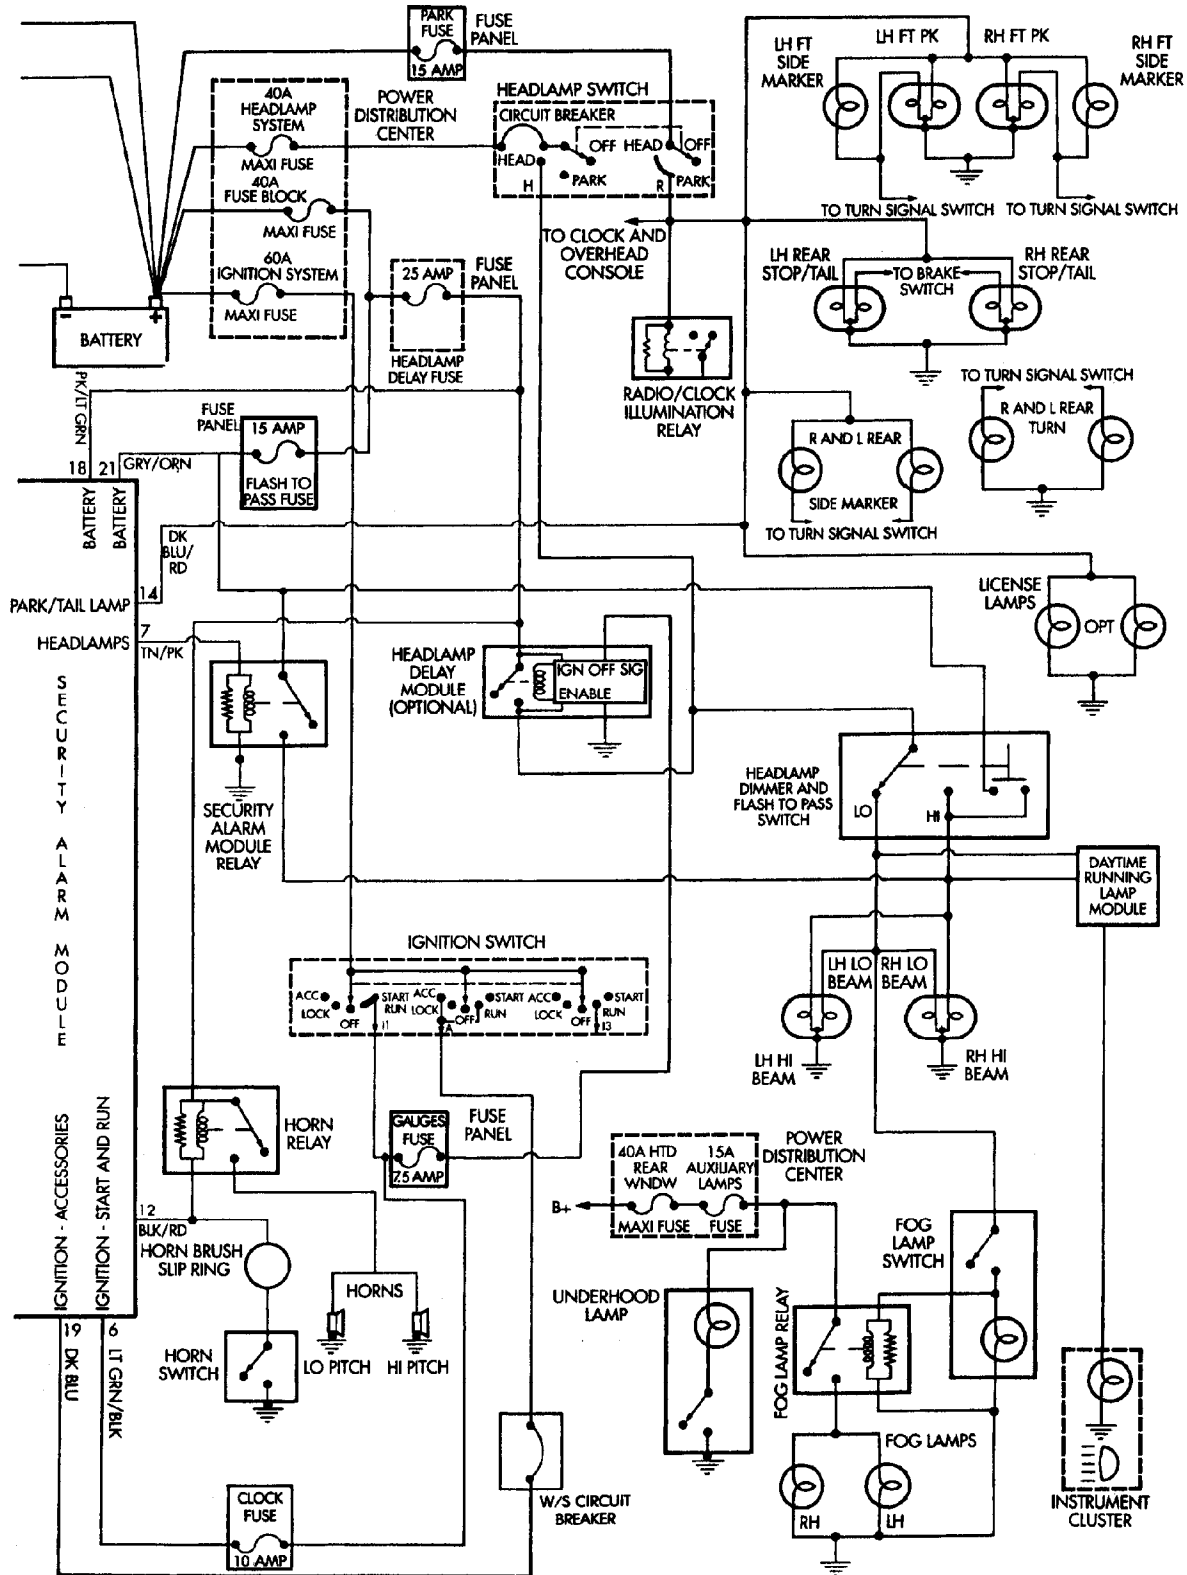 PARK
FUSE
15 AMP
FUSE
PANEL
40A
HEADLAMP
SYSTEM
MAXI FUSE
40A
FUSE BLOCK
MAXI FUSE
60A
IGNITION SYSTEM
MAXI FUSE
POWER
DISTRIBUTION
CENTER
HEADLAMP SWITCH
CIRCUIT BREAKER
OFF
HEAD
OFF
HEAD
PARK
PARK
H
R
LH FT
SIDE
MARKER
LH FT PK
RH FT PK
RH FT
SIDE
MARKER
TO TURN SIGNAL SWITCH
TO TURN SIGNAL SWITCH
TO CLOCK AND
OVERHEAD
CONSOLE
LH REAR
STOP/TAIL
TO BRAKE
SWITCH
RH REAR
STOP/TAIL
-
+
BATTERY
25 AMP
FUSE
PANEL
HEADLAMP
DELAY FUSE
RADIO/CLOCK
ILLUMINATION
RELAY
TO TURN SIGNAL SWITCH
R AND L REAR
TURN
R AND L REAR
SIDE MARKER
TO TURN SIGNAL SWITCH
PK/LT GRN
FUSE
PANEL
15 AMP
FLASH TO
PASS FUSE
18
21
GRY/ORN
BATTERY
BATTERY
DK
BLU/
RD
PARK/TAIL LAMP
14
HEADLAMPS
7
TN/PK
LICENSE
LAMPS
OPT
HEADLAMP
DELAY
MODULE
(OPTIONAL)
IGN OFF SIG
ENABLE
SECURITY ALARM MODULE
SECURITY
ALARM
MODULE
RELAY
HEADLAMP
DIMMER AND
FLASH TO PASS
SWITCH
LO
HI
DAYTIME
RUNNING
LAMP
MODULE
IGNITION SWITCH
ACC
LOCK
OFF
START
RUN
I1
ACC
LOCK
A
OFF
START
RUN
ACC
LOCK
OFF
START
RUN
I3
LH LO
BEAM
RH LO
BEAM
LH HI
BEAM
RH HI
BEAM
HORN
RELAY
GAUGES
FUSE
7.5 AMP
FUSE
PANEL
IGNITION - ACCESSORIES
IGNITION - START AND RUN
12
BLK/RD
HORN BRUSH
SLIP RING
HORNS
LO PITCH
HI PITCH
HORN
SWITCH
40A HTD
REAR
WNDW
MAXI FUSE
15A
AUXILIARY
LAMPS
FUSE
B+
POWER
DISTRIBUTION
CENTER
FOG
LAMP
SWITCH
UNDERHOOD
LAMP
FOG LAMP RELAY
FOG LAMPS
RH
LH
19
6
DK BLU
LT GRN/BLK
CLOCK
FUSE
10 AMP
W/S CIRCUIT
BREAKER
INSTRUMENT
CLUSTER